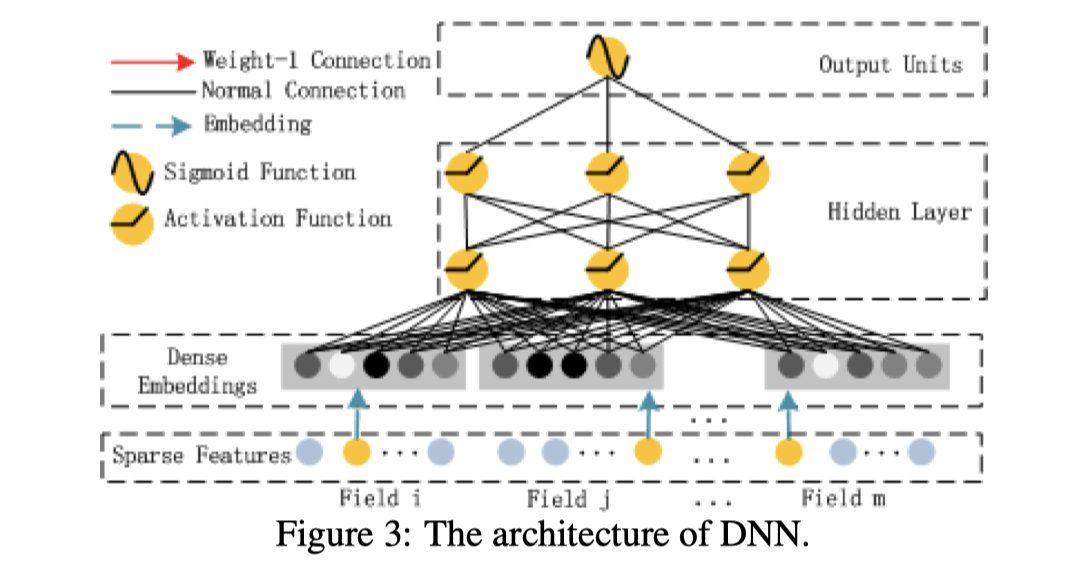 Weight-1 Connection
Normal Connection
Embedding
Sigmoid Function
Activation Function
Output Units
Hidden Layer
Dense
Embeddings
...
Sparse Features ... ... ... ...
Field i Field j ... Field m
Figure 3: The architecture of DNN.